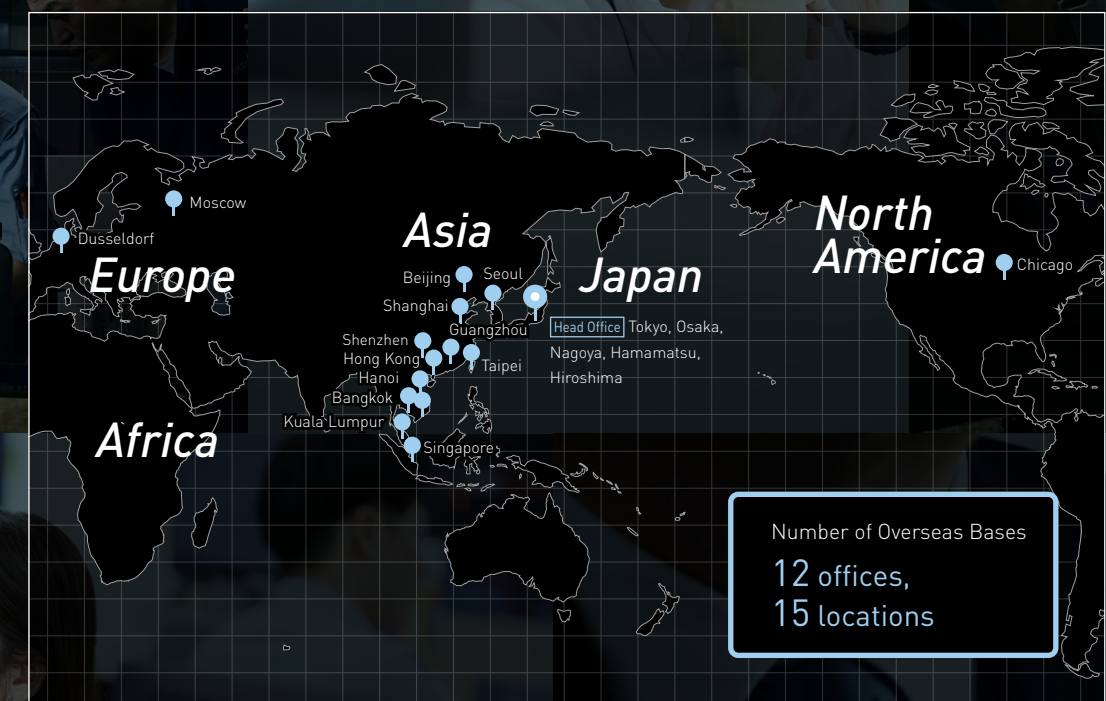 Moscow
Dusseldorf
Europe
Asia
Beijing
Seoul
Shanghai
Guangzhou
Shenzhen
Hong Kong
Taipei
Hanoi
Bangkok
Kuala Lumpur
Singapore
Japan
Head Office Tokyo, Osaka,
Nagoya, Hamamatsu,
Hiroshima
North
America
Chicago
Africa
Number of Overseas Bases
12 offices,
15 locations